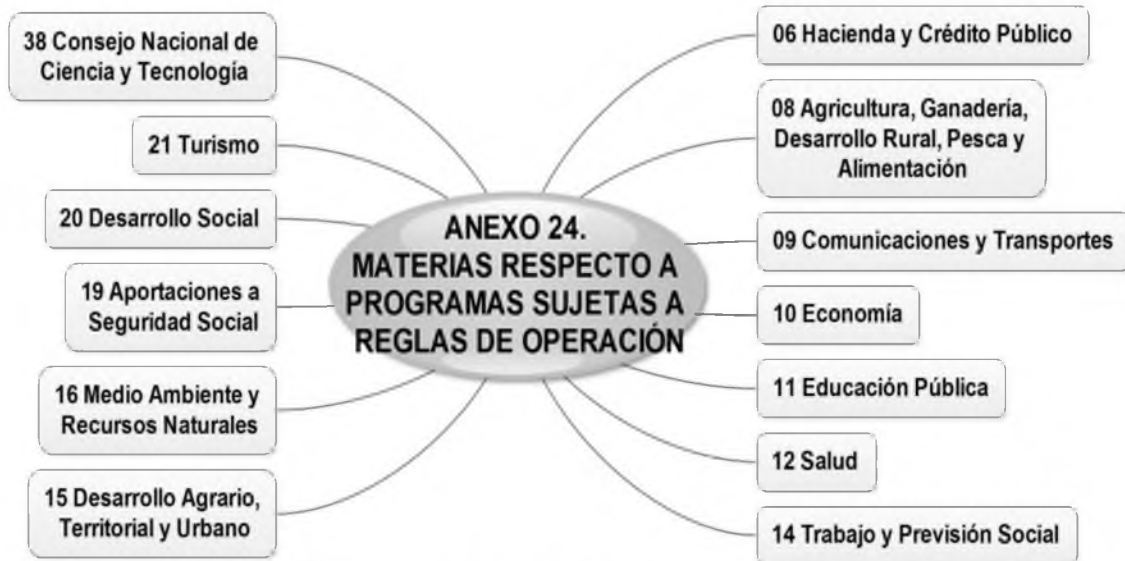 ANEXO 24.
MATERIAS RESPECTO A
PROGRAMAS SUJETAS A
REGLAS DE OPERACIÓN
06 Hacienda y Crédito Público
08 Agricultura, Ganadería,
Desarrollo Rural, Pesca y
Alimentación
09 Comunicaciones y Transportes
10 Economía
11 Educación Pública
12 Salud
14 Trabajo y Previsión Social
15 Desarrollo Agrario,
Territorial y Urbano
16 Medio Ambiente y
Recursos Naturales
19 Aportaciones a
Seguridad Social
20 Desarrollo Social
21 Turismo
38 Consejo Nacional de
Ciencia y Tecnología